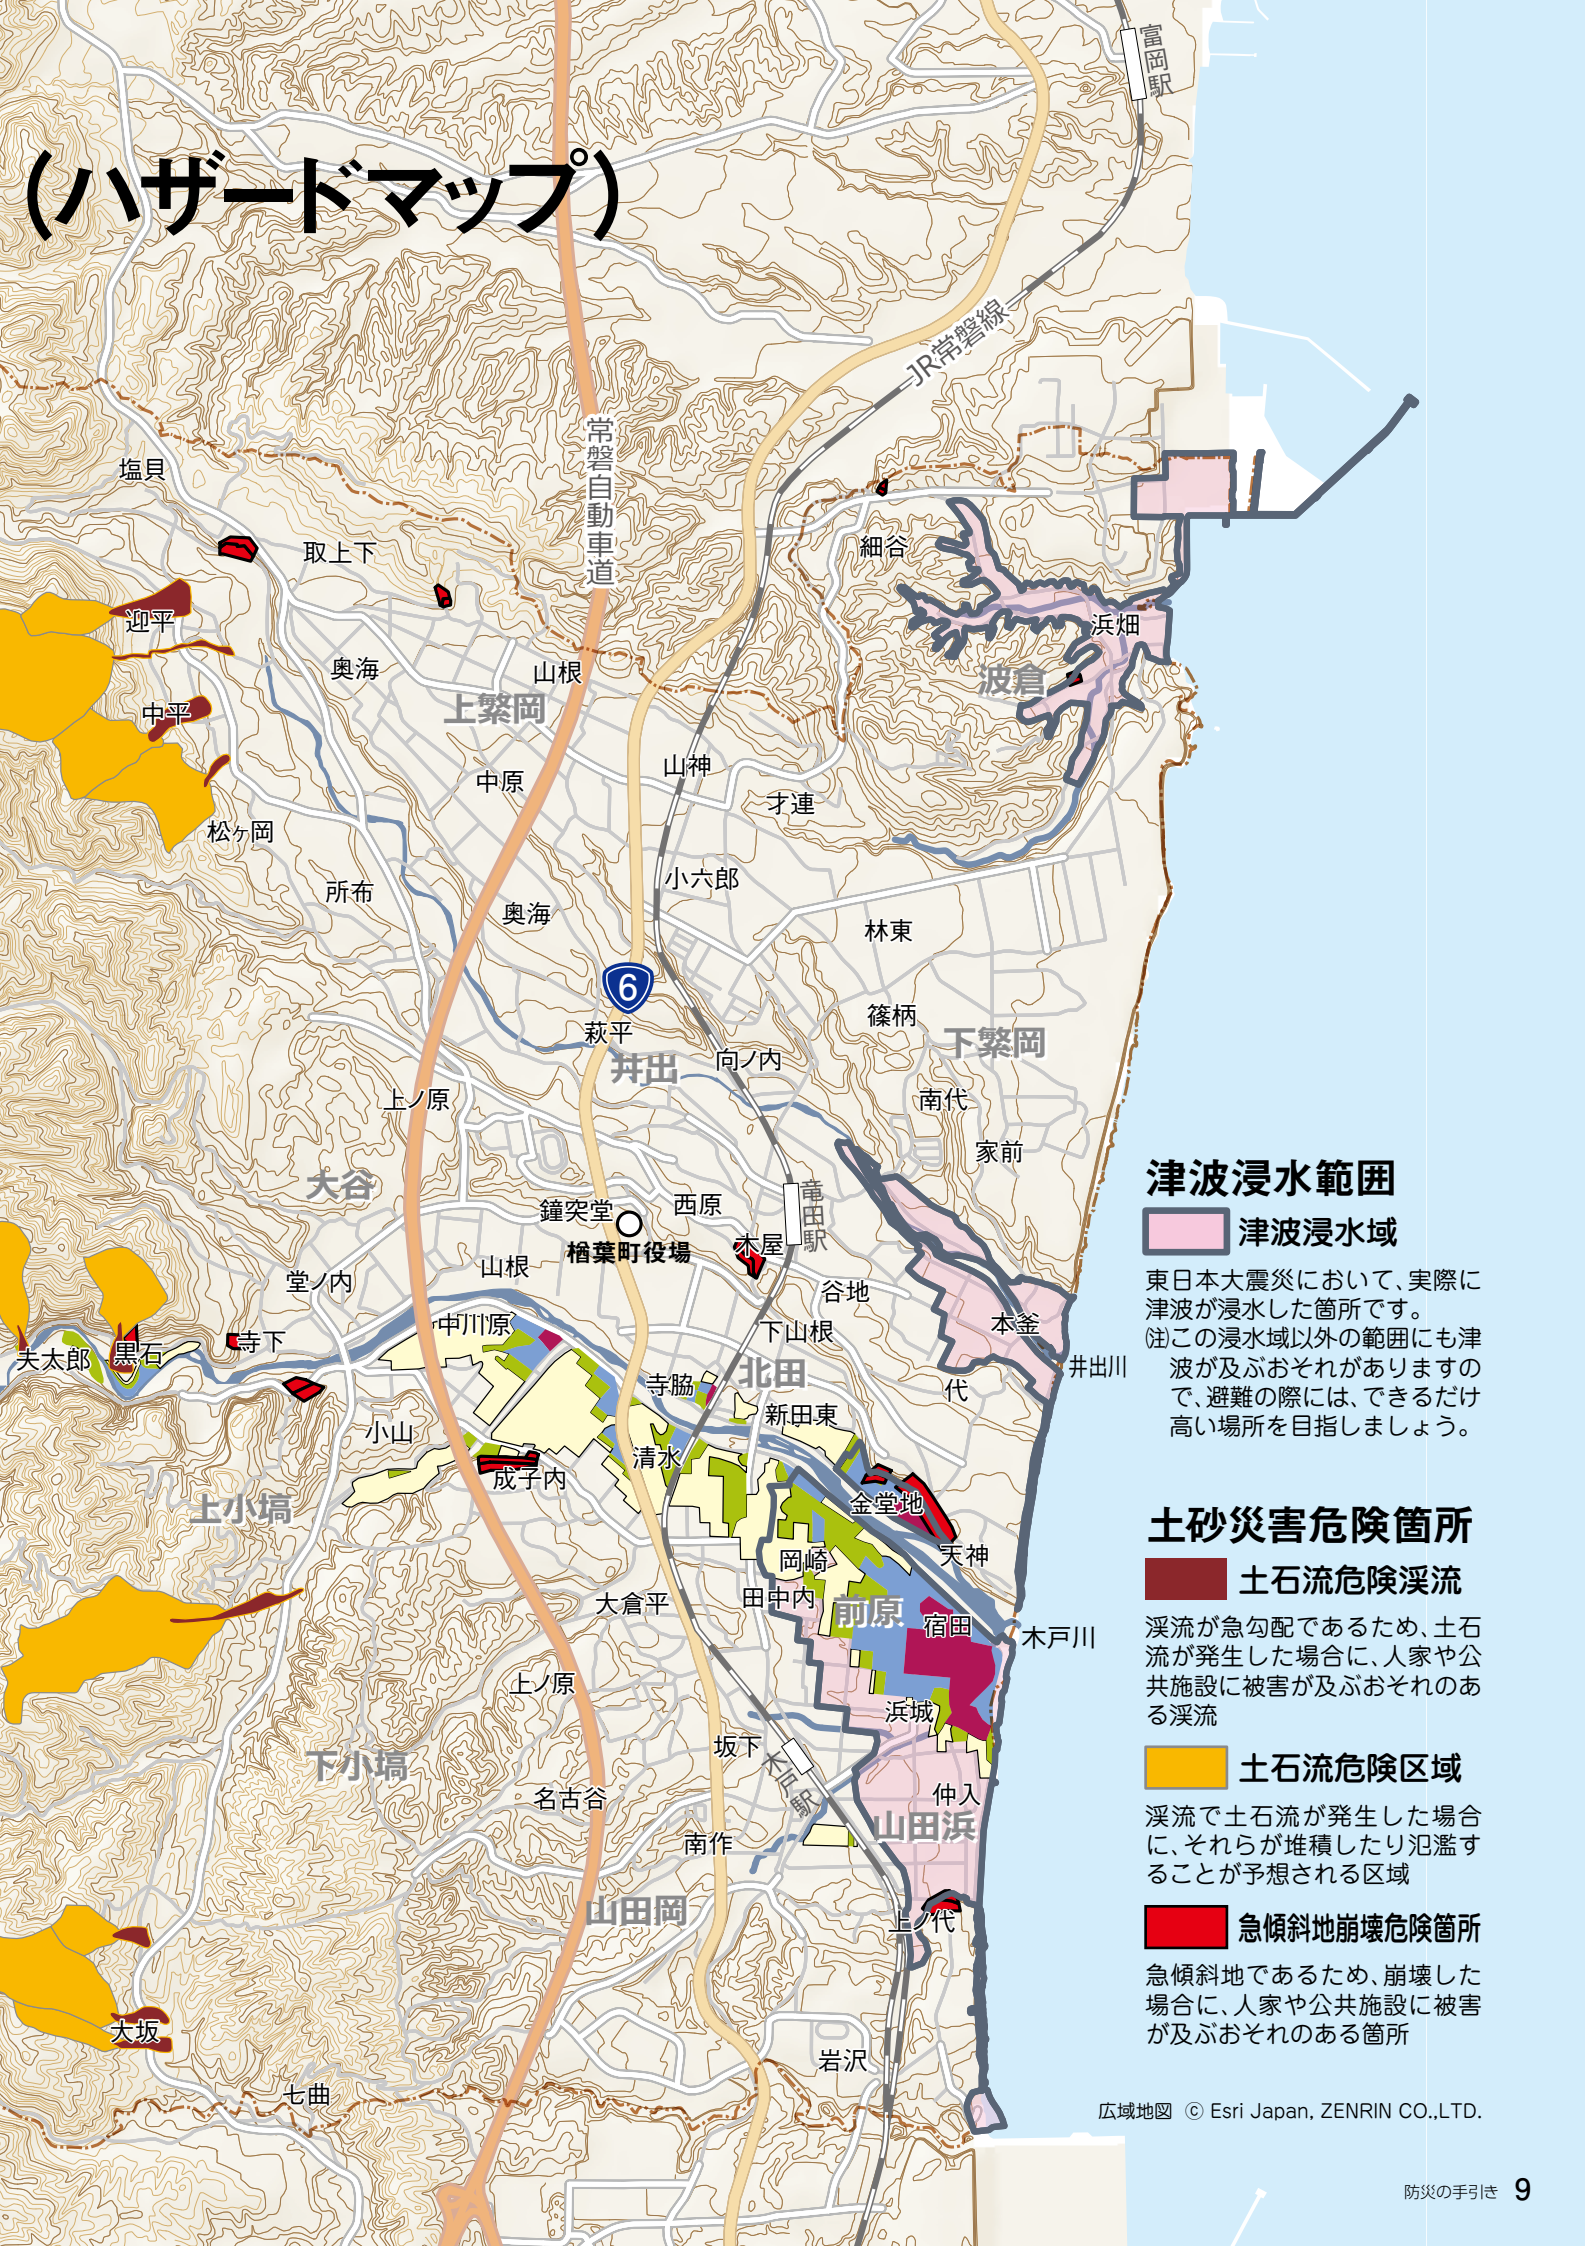 富岡駅
（ハザードマップ）
JR常磐線
常磐自動車道
塩貝
取上下
細谷
迎平
浜畑
奥海
山根
波倉
上繁岡
中平
山神
中原
才連
松ヶ岡
小六郎
所布
奥海
林東
6
篠柄
萩平
下繁岡
向ノ内
井出
上ノ原
南代
家前
大谷
竜田駅
鐘突堂
西原
木屋
楢葉町役場
山根
堂ノ内
谷地
中川原
下山根
本釜
寺下
黒石
夫太郎
井出川
北田
寺脇
代
新田東
小山
清水
成子内
上小塙
金堂地
天神
岡崎
田中内
大倉平
前原
宿田
木戸川
上ノ原
浜城
坂下
木戸駅
下小塙
名古谷
仲入
山田浜
南作
山田岡
上ノ代
大坂
岩沢
七曲
津波浸水範囲
津波浸水域
東日本大震災において、実際に
津波が浸水した箇所です。
㊟この浸水域以外の範囲にも津
波が及ぶおそれがありますの
で、避難の際には、できるだけ
高い場所を目指しましょう。
土砂災害危険箇所
土石流危険渓流
渓流が急勾配であるため、土石
流が発生した場合に、人家や公
共施設に被害が及ぶおそれのあ
る渓流
土石流危険区域
渓流で土石流が発生した場合
に、それらが堆積したり氾濫す
ることが予想される区域
急傾斜地崩壊危険箇所
急傾斜地であるため、崩壊した
場合に、人家や公共施設に被害
が及ぶおそれのある箇所
広域地図 © Esri Japan, ZENRIN CO.,LTD.
防災の手引き 9